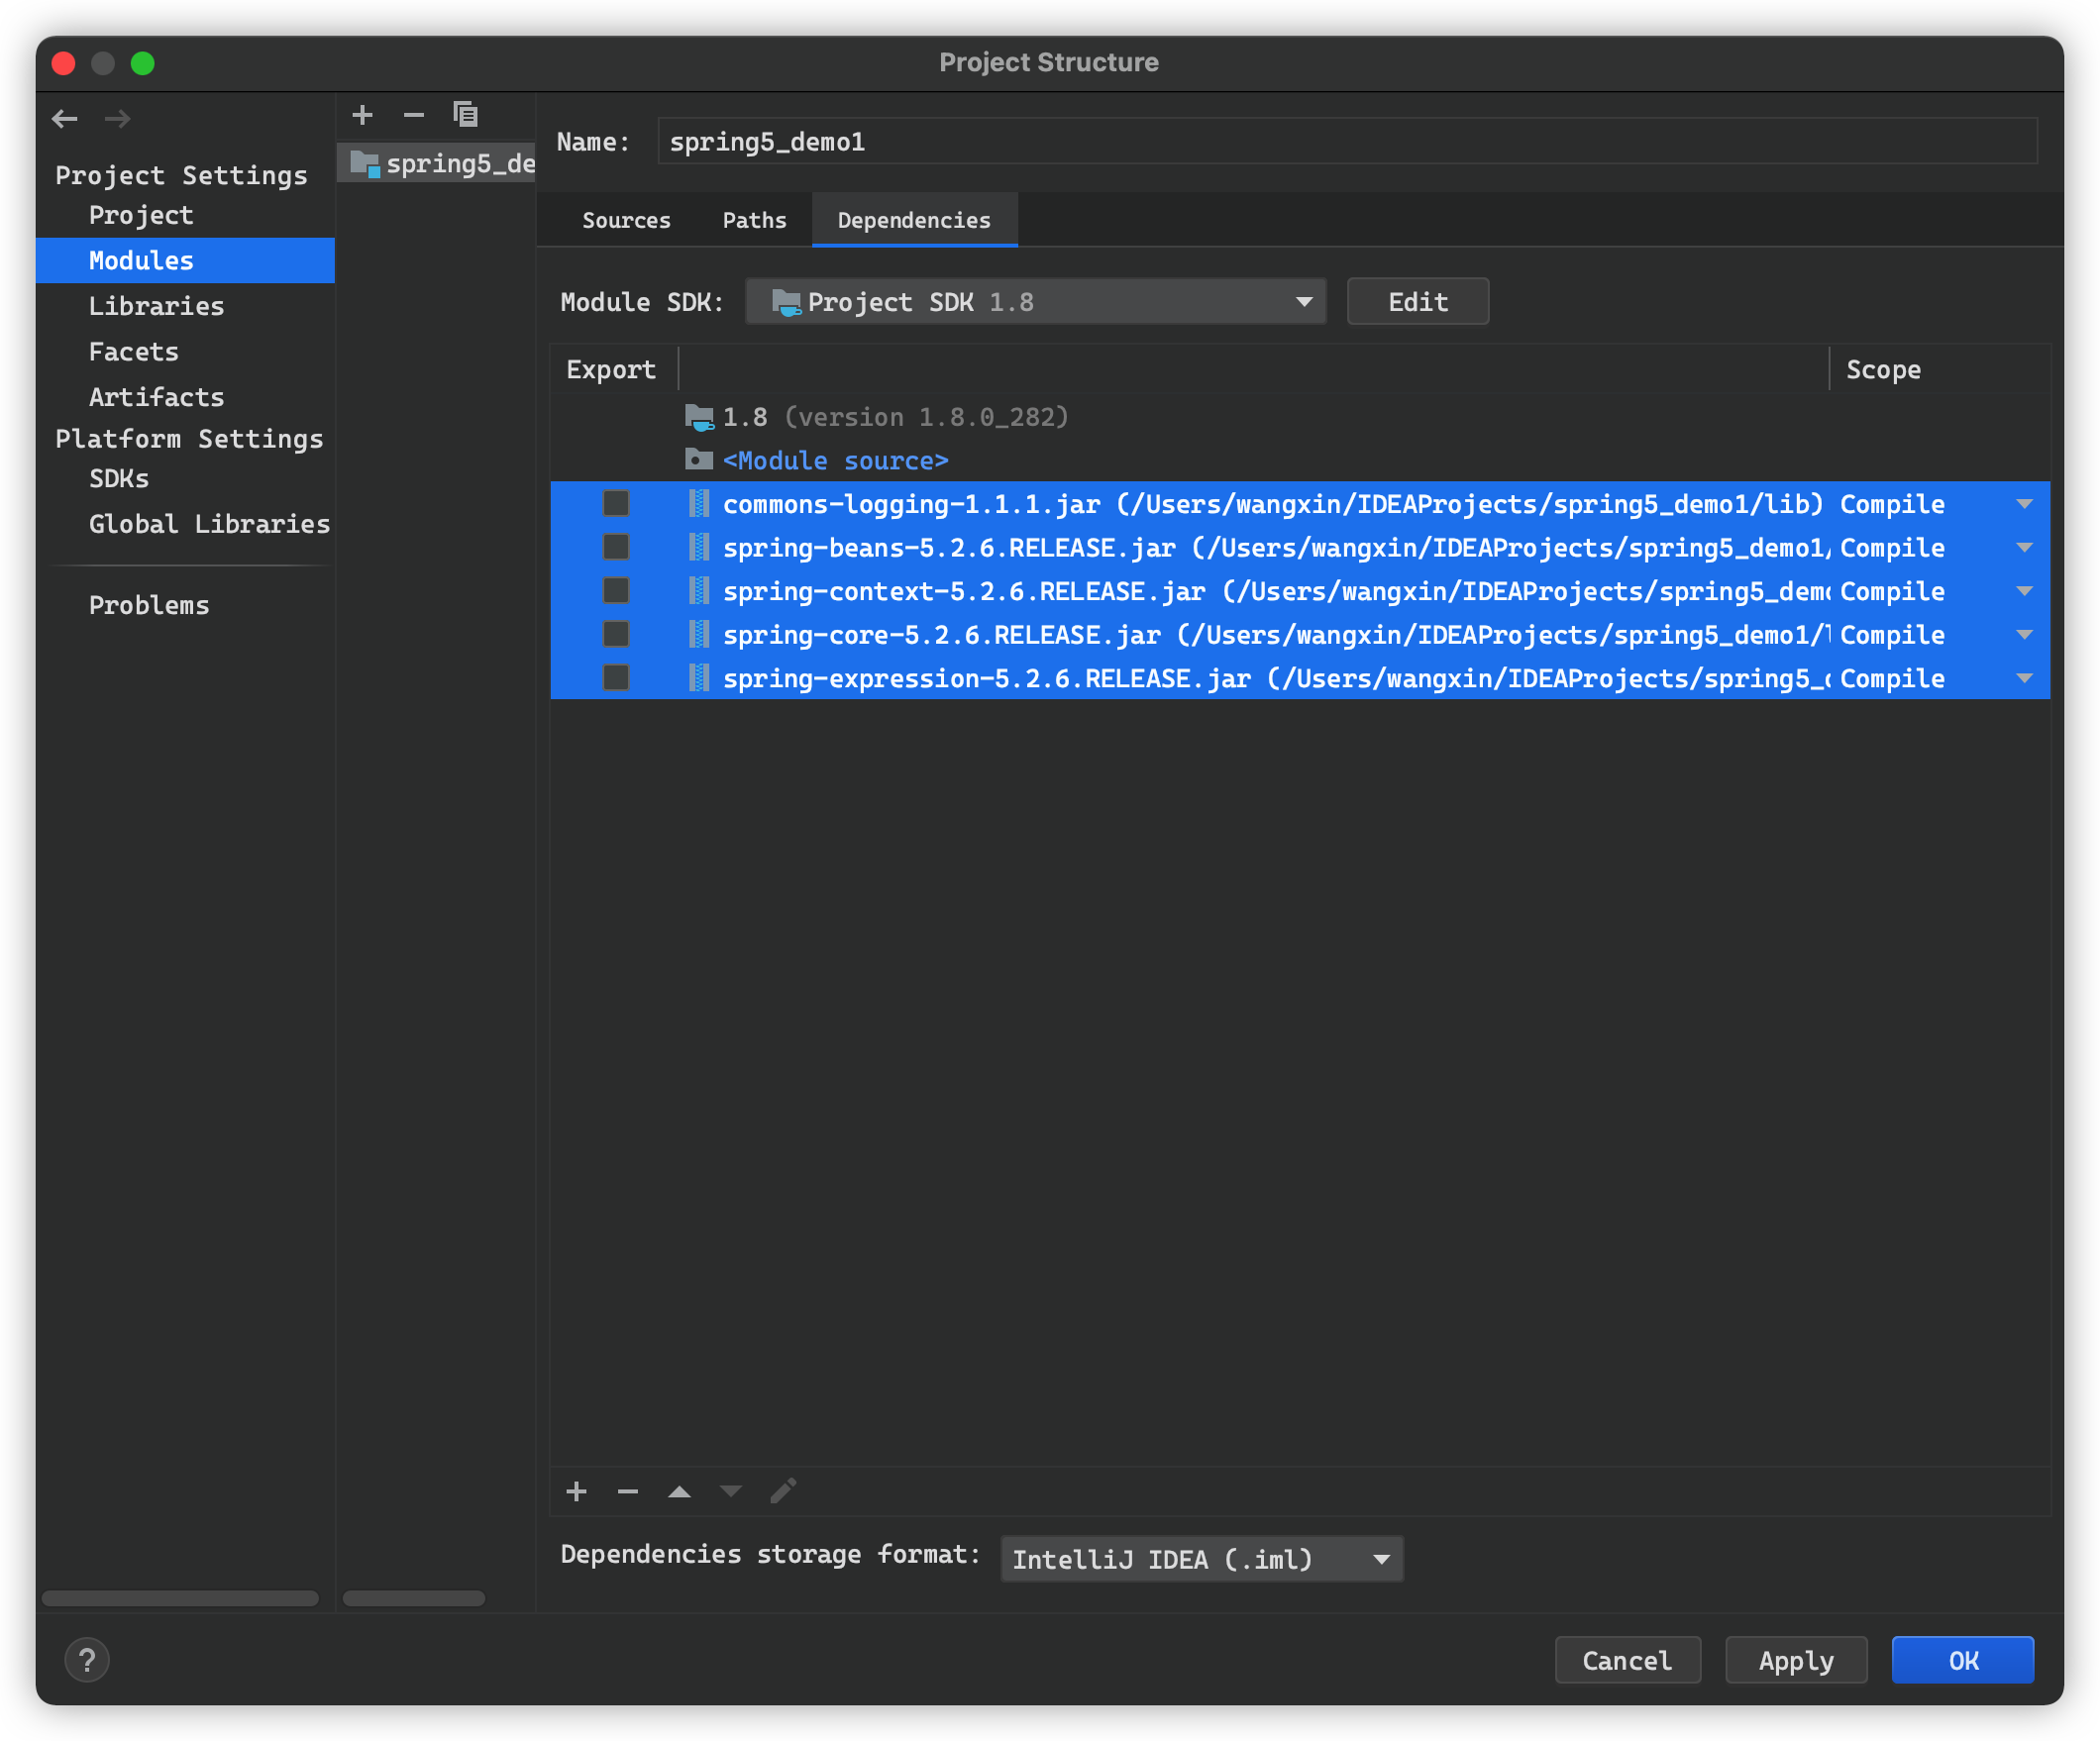 Project Structure
Project Settings
Project
Modules
Libraries
Facets
Artifacts
Platform Settings
SDKs
Global Libraries
Problems
spring5_de
Name: spring5_demo1
Sources Paths Dependencies
Module SDK: Project SDK 1.8 Edit
Export Scope
1.8 (version 1.8.0_282)
<Module source>
commons-logging-1.1.1.jar (/Users/wangxin/IDEAProjects/spring5_demo1/lib) Compile
spring-beans-5.2.6.RELEASE.jar (/Users/wangxin/IDEAProjects/spring5_demo1/ Compile
spring-context-5.2.6.RELEASE.jar (/Users/wangxin/IDEAProjects/spring5_demo Compile
spring-core-5.2.6.RELEASE.jar (/Users/wangxin/IDEAProjects/spring5_demo1/l Compile
spring-expression-5.2.6.RELEASE.jar (/Users/wangxin/IDEAProjects/spring5_d Compile
Dependencies storage format: IntelliJ IDEA (.iml)
? Cancel Apply OK